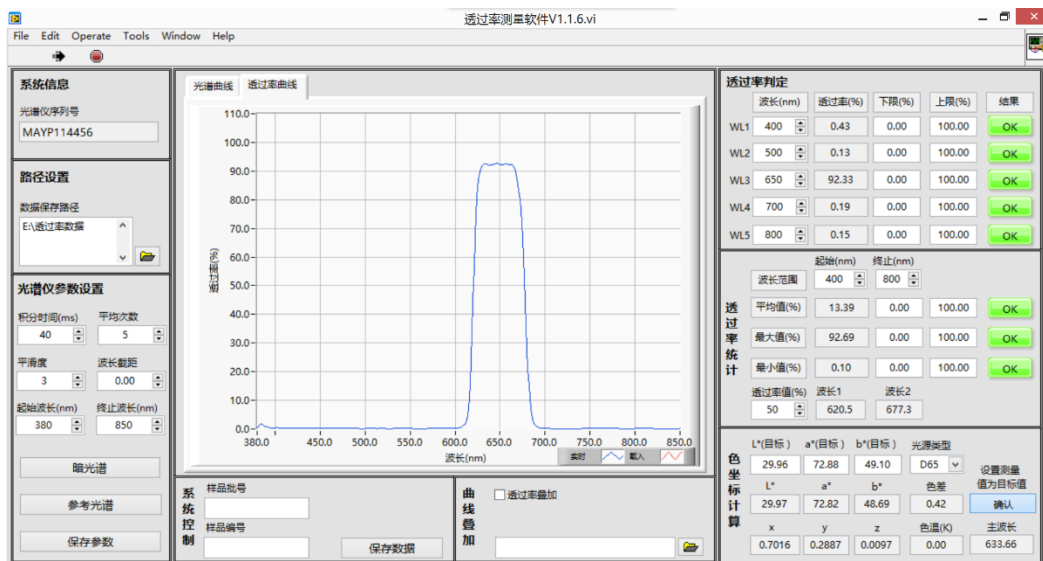 透过率测量软件V1.1.6.vi
File Edit Operate Tools Window Help
系统信息
光谱仪序列号
MAYP114456
路径设置
数据保存路径
E:\透过率数据
光谱仪参数设置
积分时间(ms) 平均次数
40 5
平滑度 波长截距
3 0.00
起始波长(nm) 终止波长(nm)
380 850
暗光谱
参考光谱
保存参数
光谱曲线 透过率曲线
透过率(%)
110.0
100.0
90.0
80.0
70.0
60.0
50.0
40.0
30.0
20.0
10.0
0.0
380.0 450.0 500.0 550.0 600.0 650.0 700.0 750.0 800.0 850.0
波长(nm)
实时 载入
系统控制
样品批号
样品编号
保存数据
曲线叠加
透过率叠加
透过率判定
波长(nm) 透过率(%) 下限(%) 上限(%) 结果
WL1 400 0.43 0.00 100.00 OK
WL2 500 0.13 0.00 100.00 OK
WL3 650 92.33 0.00 100.00 OK
WL4 700 0.19 0.00 100.00 OK
WL5 800 0.15 0.00 100.00 OK
透过率统计
起始(nm) 终止(nm)
波长范围 400 800
平均值(%) 13.39 0.00 100.00 OK
最大值(%) 92.69 0.00 100.00 OK
最小值(%) 0.10 0.00 100.00 OK
透过率值(%) 波长1 波长2
50 620.5 677.3
色坐标计算
L*(目标) a*(目标) b*(目标) 光源类型
29.96 72.88 49.10 D65
设置测量值为目标值
L* a* b* 色差
29.97 72.82 48.69 0.42 确认
x y z 色温(K) 主波长
0.7016 0.2887 0.0097 0.00 633.66